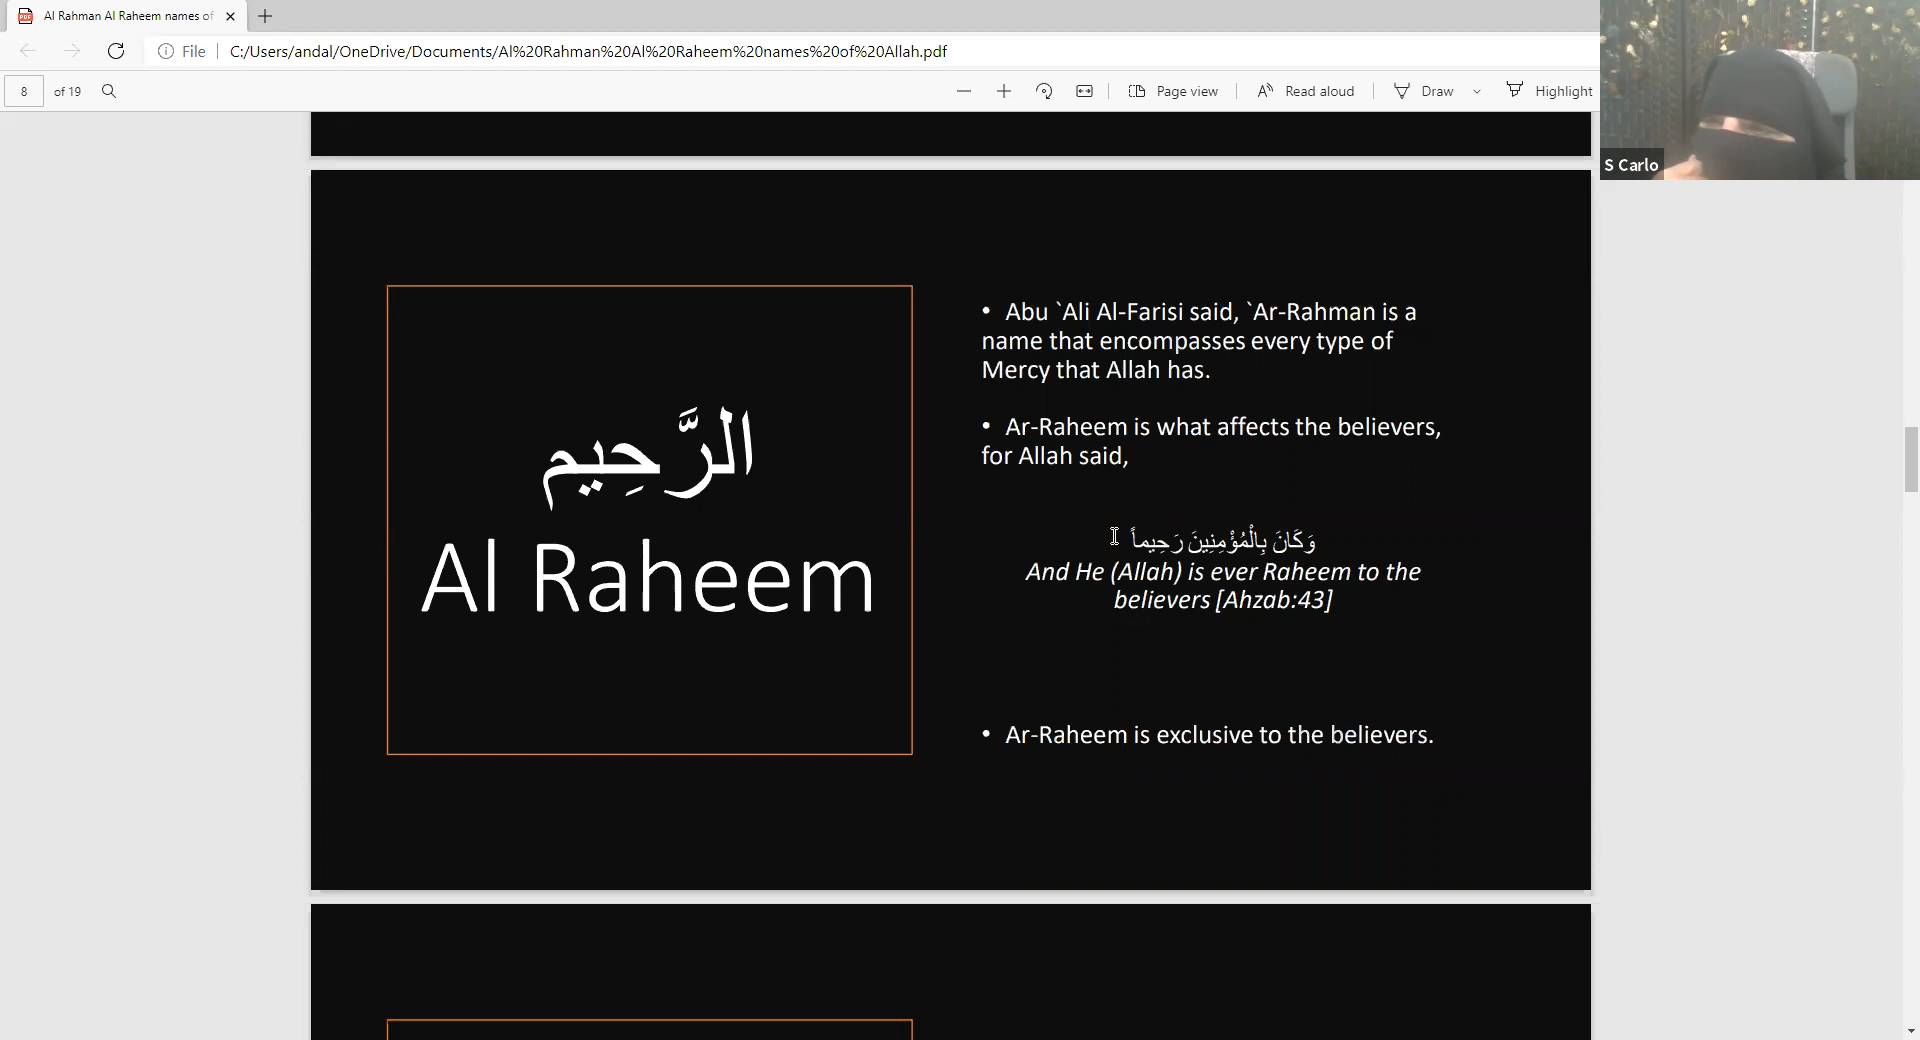 Al Rahman Al Raheem names of
File
C:/Users/andal/OneDrive/Documents/Al%20Rahman%20Al%20Raheem%20names%20of%20Allah.pdf
8 of 19
Page view
Read aloud
Draw
Highlight
S Carlo
الرَّحِيم
Al Raheem
• Abu `Ali Al-Farisi said, `Ar-Rahman is a
name that encompasses every type of
Mercy that Allah has.
• Ar-Raheem is what affects the believers,
for Allah said,
وَكَانَ بِالْمُؤْمِنِينَ رَحِيماً
And He (Allah) is ever Raheem to the
believers [Ahzab:43]
• Ar-Raheem is exclusive to the believers.